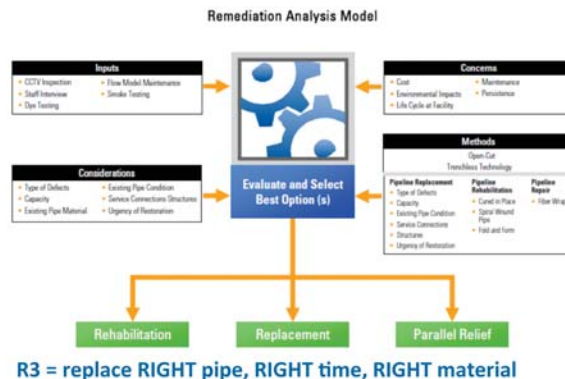 Remediation Analysis Model
Inputs
CCTV Inspection
Staff Interview
Dye Testing
Flow Model Maintenance
Smoke Testing
Concerns
Cost
Environmental Impacts
Life Cycle at Facility
Maintenance
Persistence
Considerations
Type of Defects
Capacity
Existing Pipe Material
Existing Pipe Condition
Service Connections Structures
Urgency of Restoration
Evaluate and Select
Best Option (s)
Methods
Open-Cut
Trenchless Technology
Pipeline Replacement
Type of Defects
Capacity
Existing Pipe Condition
Service Connections
Structures
Urgency of Restoration
Pipeline
Rehabilitation
Cured in Place
Spiral Wound
Pipe
Fold and Form
Pipeline
Repair
Fiber Wrap
Rehabilitation
Replacement
Parallel Relief
R3 = replace RIGHT pipe, RIGHT time, RIGHT material